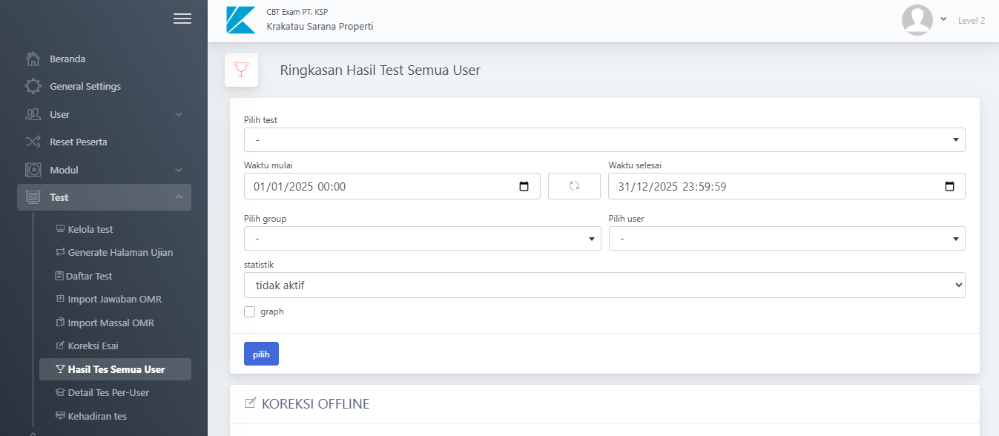 CBT Exam PT. KSP
Krakatau Sarana Properti
Level 2
Beranda
General Settings
User
Reset Peserta
Modul
Test
Kelola test
Generate Halaman Ujian
Daftar Test
Import Jawaban OMR
Import Massal OMR
Koreksi Esai
Hasil Tes Semua User
Detail Tes Per-User
Kehadiran tes
Ringkasan Hasil Test Semua User
Pilih test
-
Waktu mulai
01/01/2025 00:00
Waktu selesai
31/12/2025 23:59:59
Pilih group
-
Pilih user
-
statistik
tidak aktif
graph
pilih
KOREKSI OFFLINE